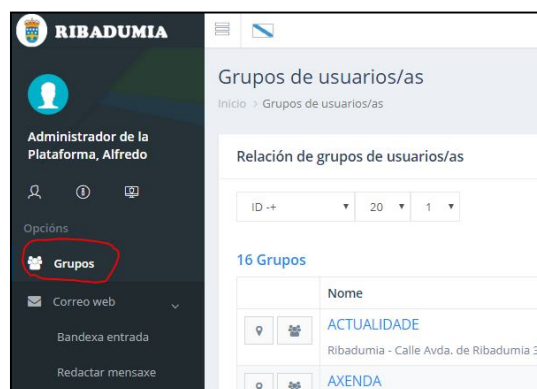 RIBADUMIA
Administrador de la
Plataforma, Alfredo
Opcións
Grupos
Correo web
Bandexa entrada
Redactar mensaxe
Grupos de usuarios/as
Inicio > Grupos de usuarios/as
Relación de grupos de usuarios/as
ID -+ 20 1
16 Grupos
Nome
ACTUALIDADE
Ribadumia - Calle Avda. de Ribadumia 3
AXENDA